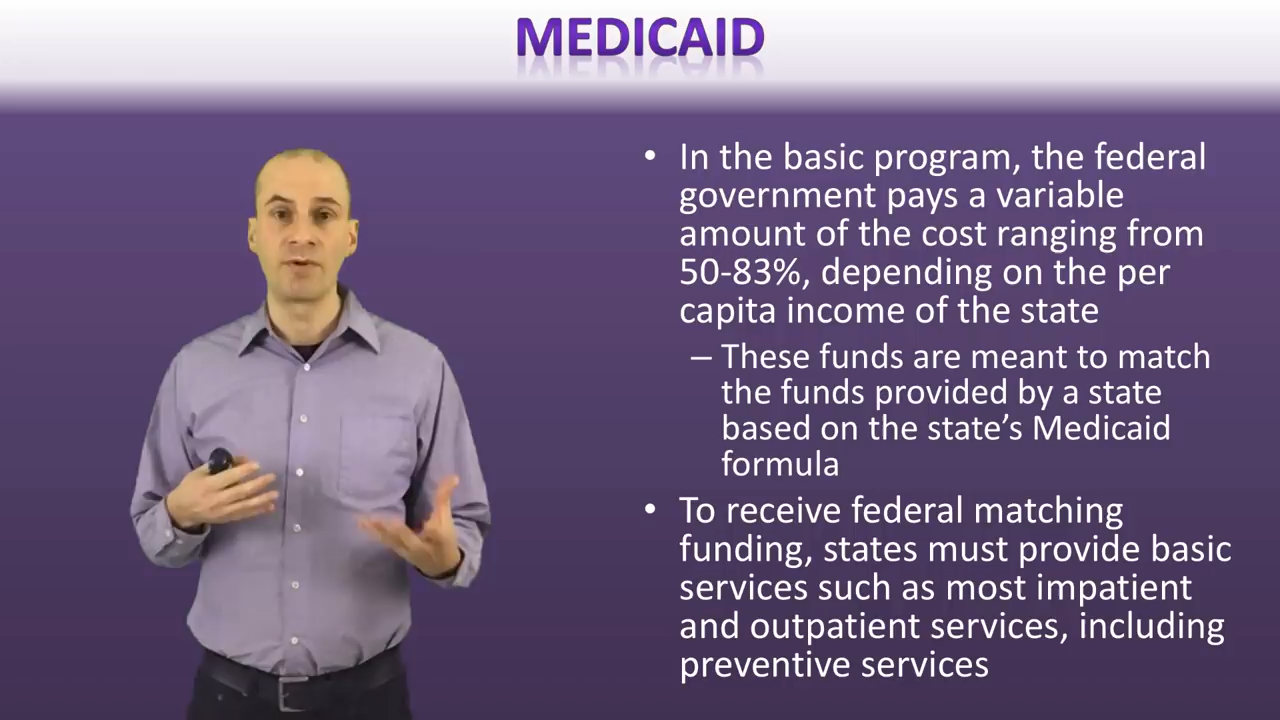 MEDICAID
• In the basic program, the federal
government pays a variable
amount of the cost ranging from
50-83%, depending on the per
capita income of the state
– These funds are meant to match
the funds provided by a state
based on the state’s Medicaid
formula
• To receive federal matching
funding, states must provide basic
services such as most impatient
and outpatient services, including
preventive services